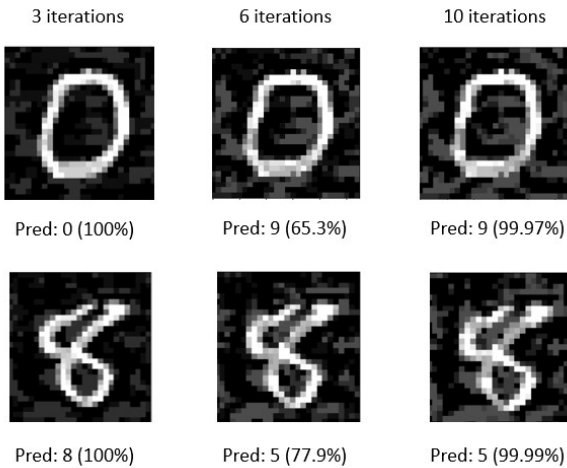 3 iterations 6 iterations 10 iterations
Pred: 0 (100%) Pred: 9 (65.3%) Pred: 9 (99.97%)
Pred: 8 (100%) Pred: 5 (77.9%) Pred: 5 (99.99%)